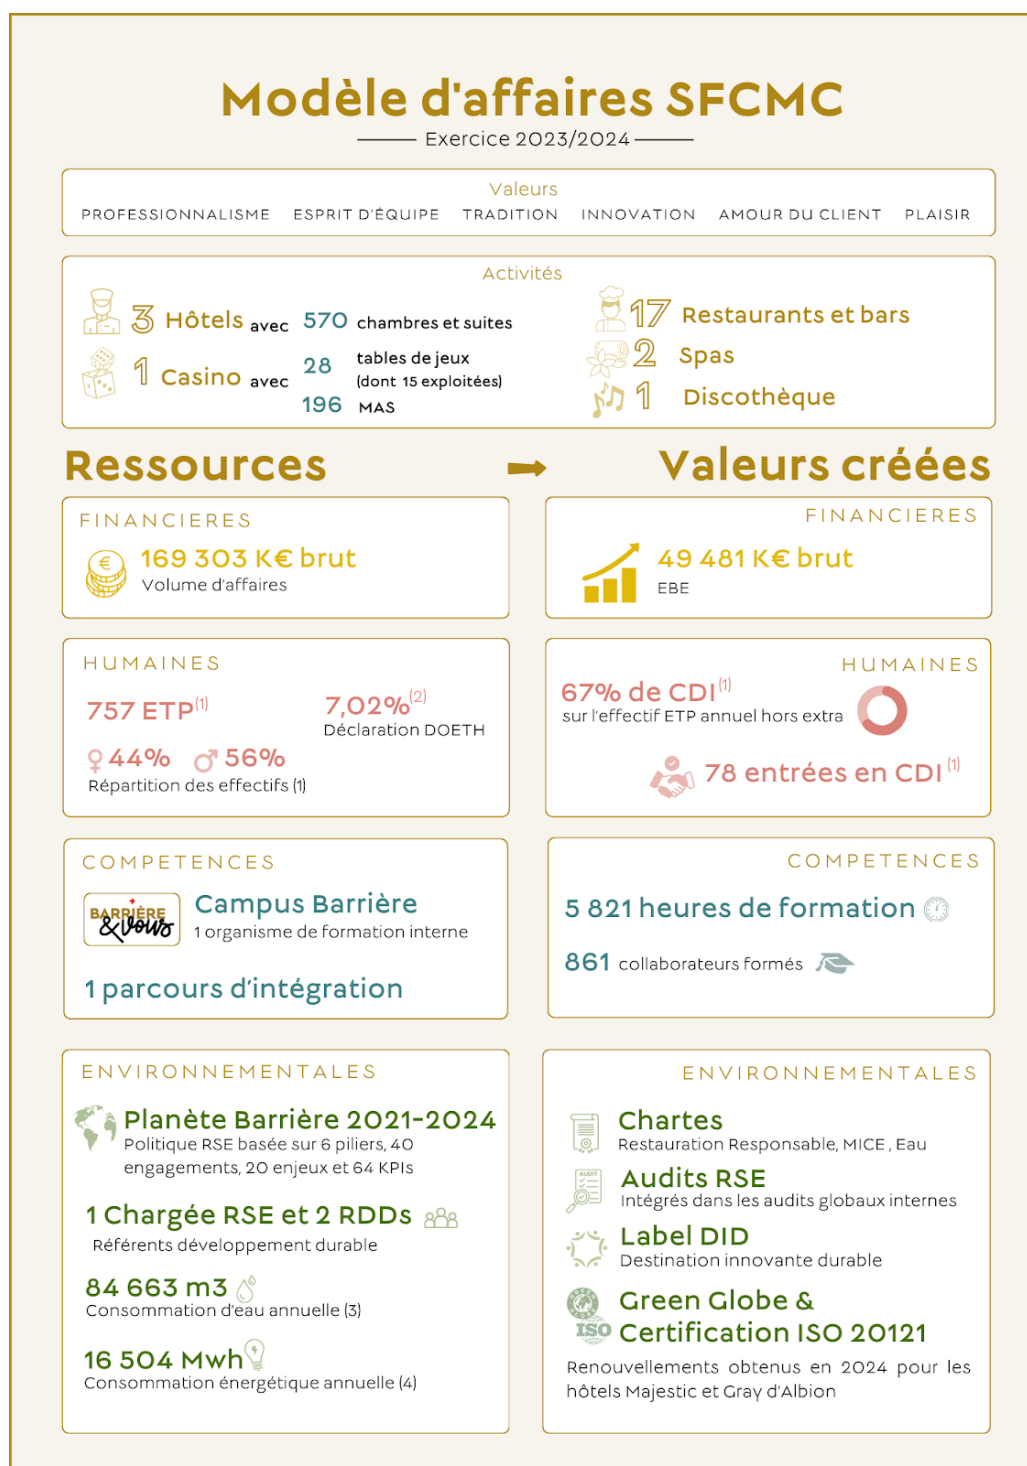 Modèle d'affaires SFCMC
Exercice 2023/2024
Valeurs
PROFESSIONNALISME ESPRIT D'ÉQUIPE TRADITION INNOVATION AMOUR DU CLIENT PLAISIR
Activités
3 Hôtels avec 570 chambres et suites
1 Casino avec 28 tables de jeux
(dont 15 exploitées)
196 MAS
17 Restaurants et bars
2 Spas
1 Discothèque
Ressources
Valeurs créées
FINANCIERES
169 303 K€ brut
Volume d'affaires
FINANCIERES
49 481 K€ brut
EBE
HUMAINES
757 ETP(1)
7,02%(2)
Déclaration DOETH
44% 56%
Répartition des effectifs (1)
HUMAINES
67% de CDI(1)
sur l'effectif ETP annuel hors extra
78 entrées en CDI (1)
COMPETENCES
BARRIÈRE
&Vous
Campus Barrière
1 organisme de formation interne
1 parcours d'intégration
COMPETENCES
5 821 heures de formation
861 collaborateurs formés
ENVIRONNEMENTALES
Planète Barrière 2021-2024
Politique RSE basée sur 6 piliers, 40
engagements, 20 enjeux et 64 KPIs
1 Chargée RSE et 2 RDDs
Référents développement durable
84 663 m3
Consommation d'eau annuelle (3)
16 504 Mwh
Consommation énergétique annuelle (4)
ENVIRONNEMENTALES
Chartes
Restauration Responsable, MICE , Eau
AUDIT
Audits RSE
Intégrés dans les audits globaux internes
Label DID
Destination innovante durable
ISO
Green Globe &
Certification ISO 20121
Renouvellements obtenus en 2024 pour les
hôtels Majestic et Gray d'Albion